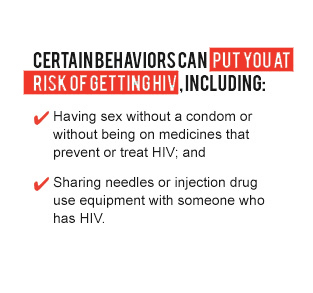 CERTAIN BEHAVIORS CAN PUT YOU AT
RISK OF GETTING HIV, INCLUDING:
Having sex without a condom or
without being on medicines that
prevent or treat HIV; and
Sharing needles or injection drug
use equipment with someone who
has HIV.